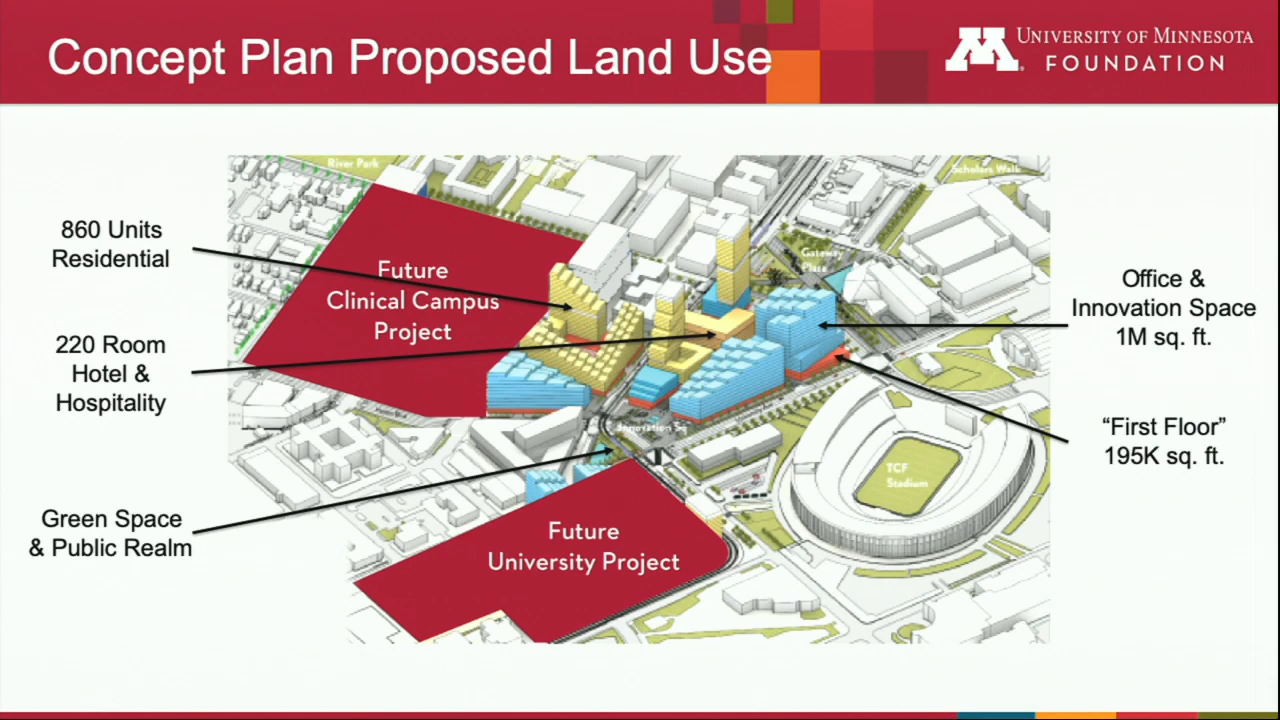 Concept Plan Proposed Land Use
UNIVERSITY OF MINNESOTA
FOUNDATION
River Park
Scholars Walk
860 Units
Residential
Future
Clinical Campus
Project
Gateway
Plaza
Office &
Innovation Space
1M sq. ft.
220 Room
Hotel &
Hospitality
Innovation Sq
“First Floor”
195K sq. ft.
TCF
Stadium
Green Space
& Public Realm
Future
University Project